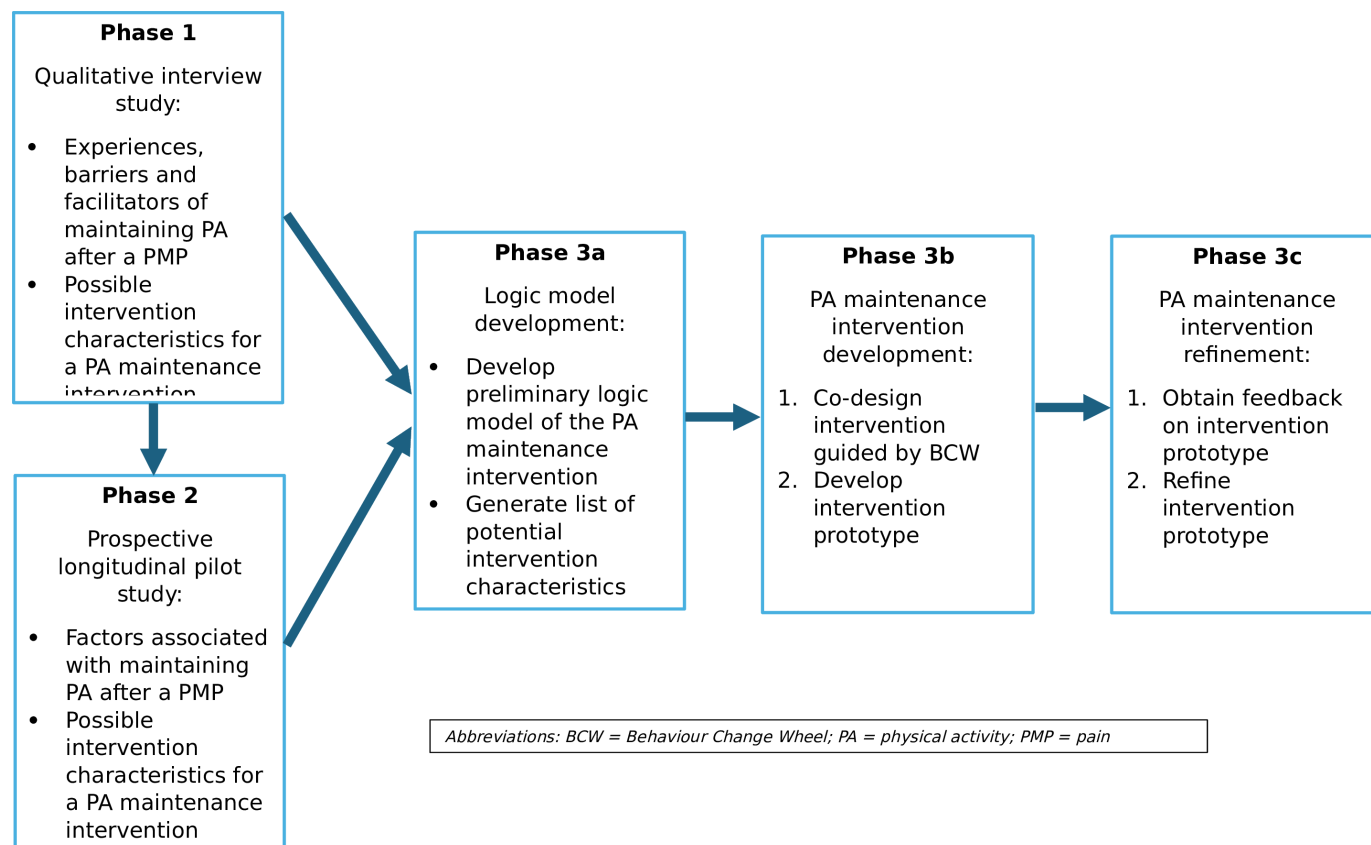 Phase 1
Qualitative interview
study:
• Experiences,
barriers and
facilitators of
maintaining PA
after a PMP
• Possible
intervention
characteristics for
a PA maintenance
intervention
Phase 2
Prospective
longitudinal pilot
study:
• Factors associated
with maintaining
PA after a PMP
• Possible
intervention
characteristics for
a PA maintenance
intervention
Phase 3a
Logic model
development:
• Develop
preliminary logic
model of the PA
maintenance
intervention
• Generate list of
potential
intervention
characteristics
Phase 3b
PA maintenance
intervention
development:
1. Co-design
intervention
guided by BCW
2. Develop
intervention
prototype
Phase 3c
PA maintenance
intervention
refinement:
1. Obtain feedback
on intervention
prototype
2. Refine
intervention
prototype
Abbreviations: BCW = Behaviour Change Wheel; PA = physical activity; PMP = pain